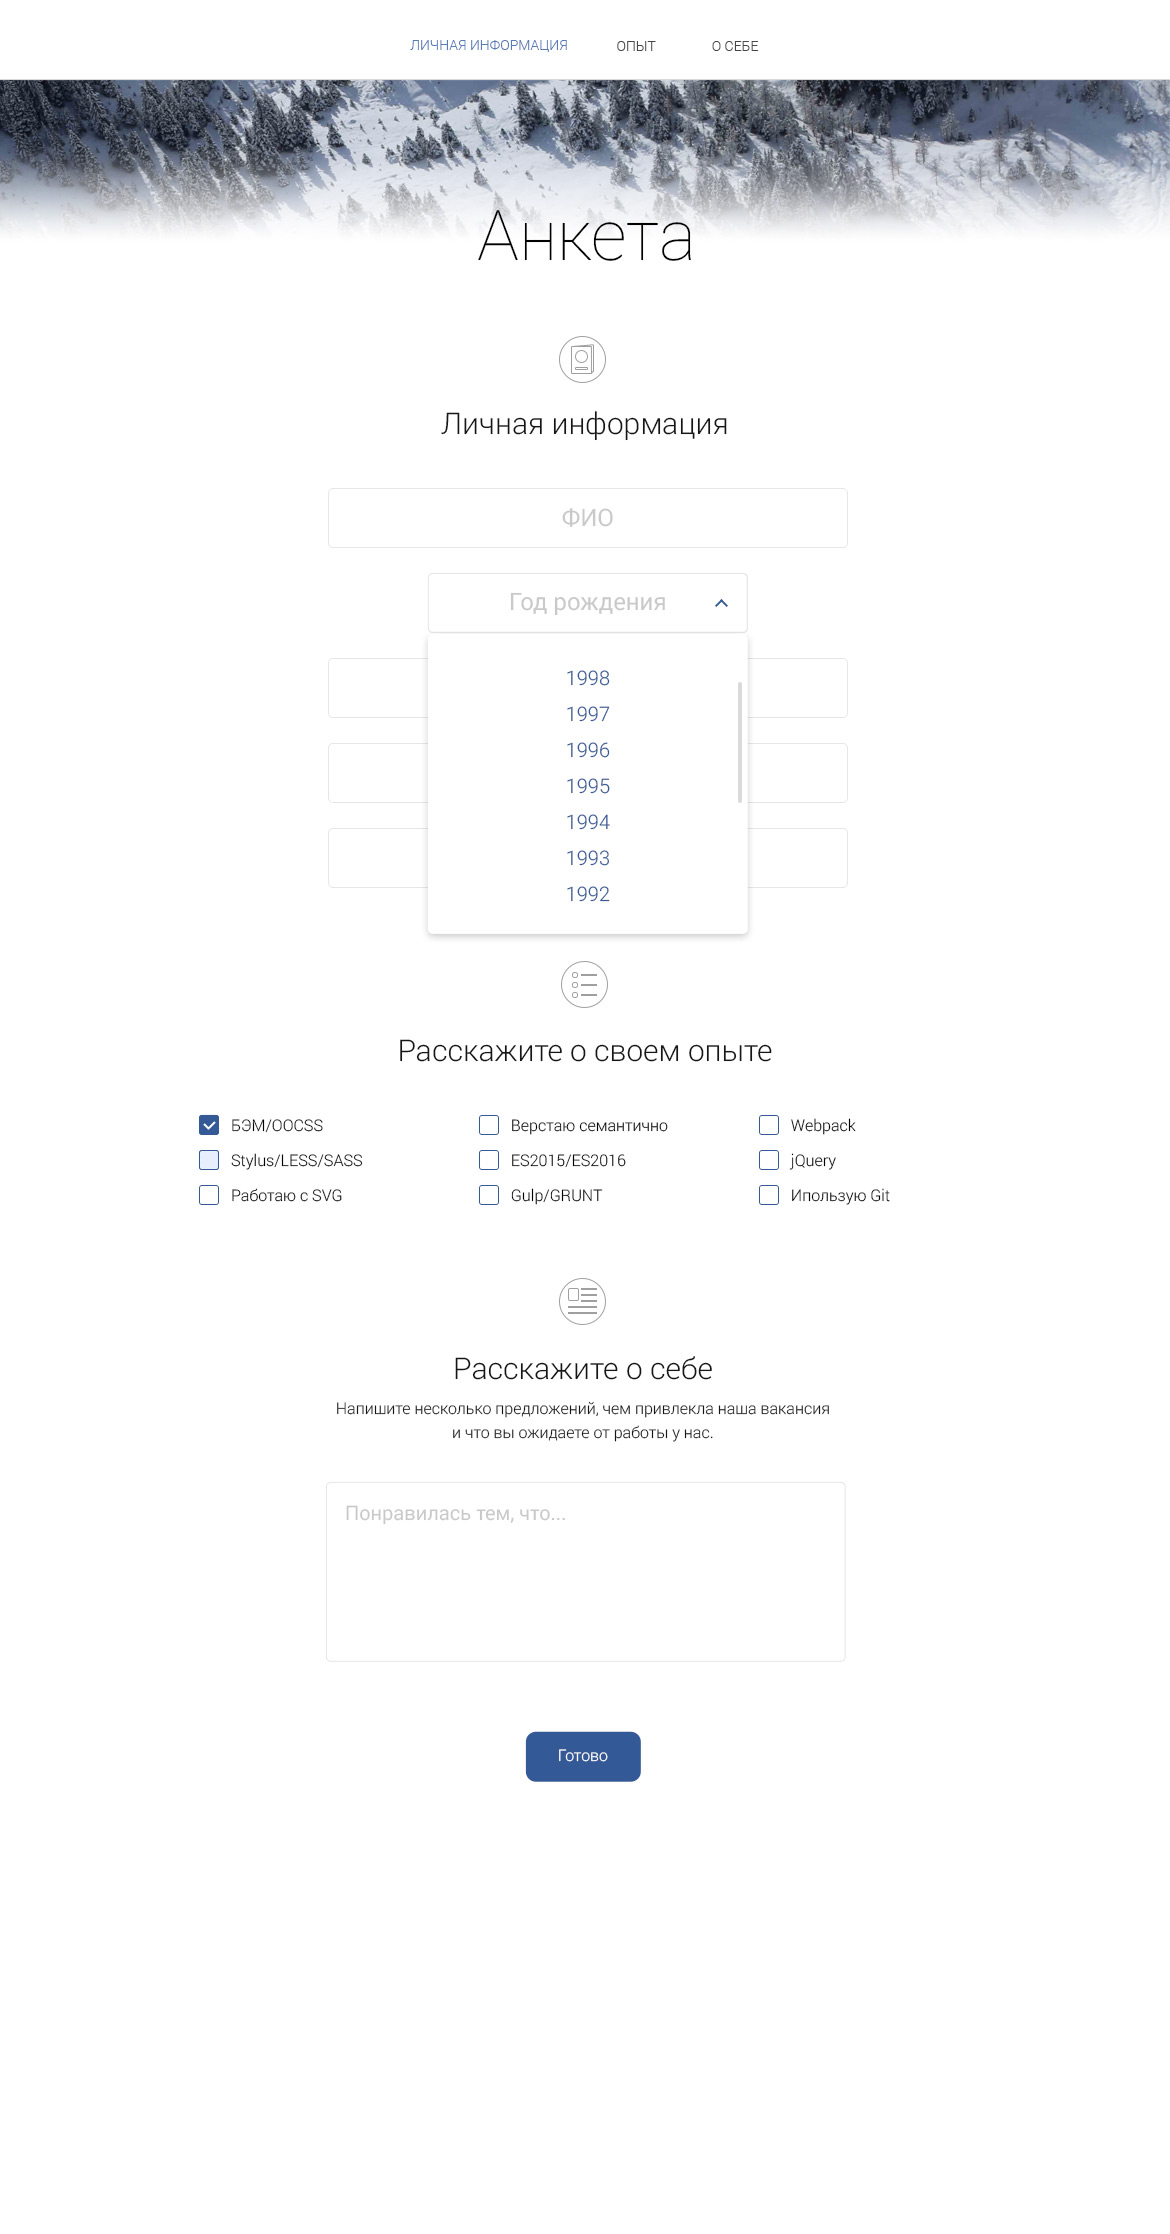 ЛИЧНАЯ ИНФОРМАЦИЯ ОПЫТ О СЕБЕ
Анкета
Личная информация
ФИО
Год рождения
1998
1997
1996
1995
1994
1993
1992
Расскажите о своем опыте
БЭМ/OOCSS Верстаю семантично Webpack
Stylus/LESS/SASS ES2015/ES2016 jQuery
Работаю с SVG Gulp/GRUNT Ипользую Git
Расскажите о себе
Напишите несколько предложений, чем привлекла наша вакансия
и что вы ожидаете от работы у нас.
Понравилась тем, что...
Готово